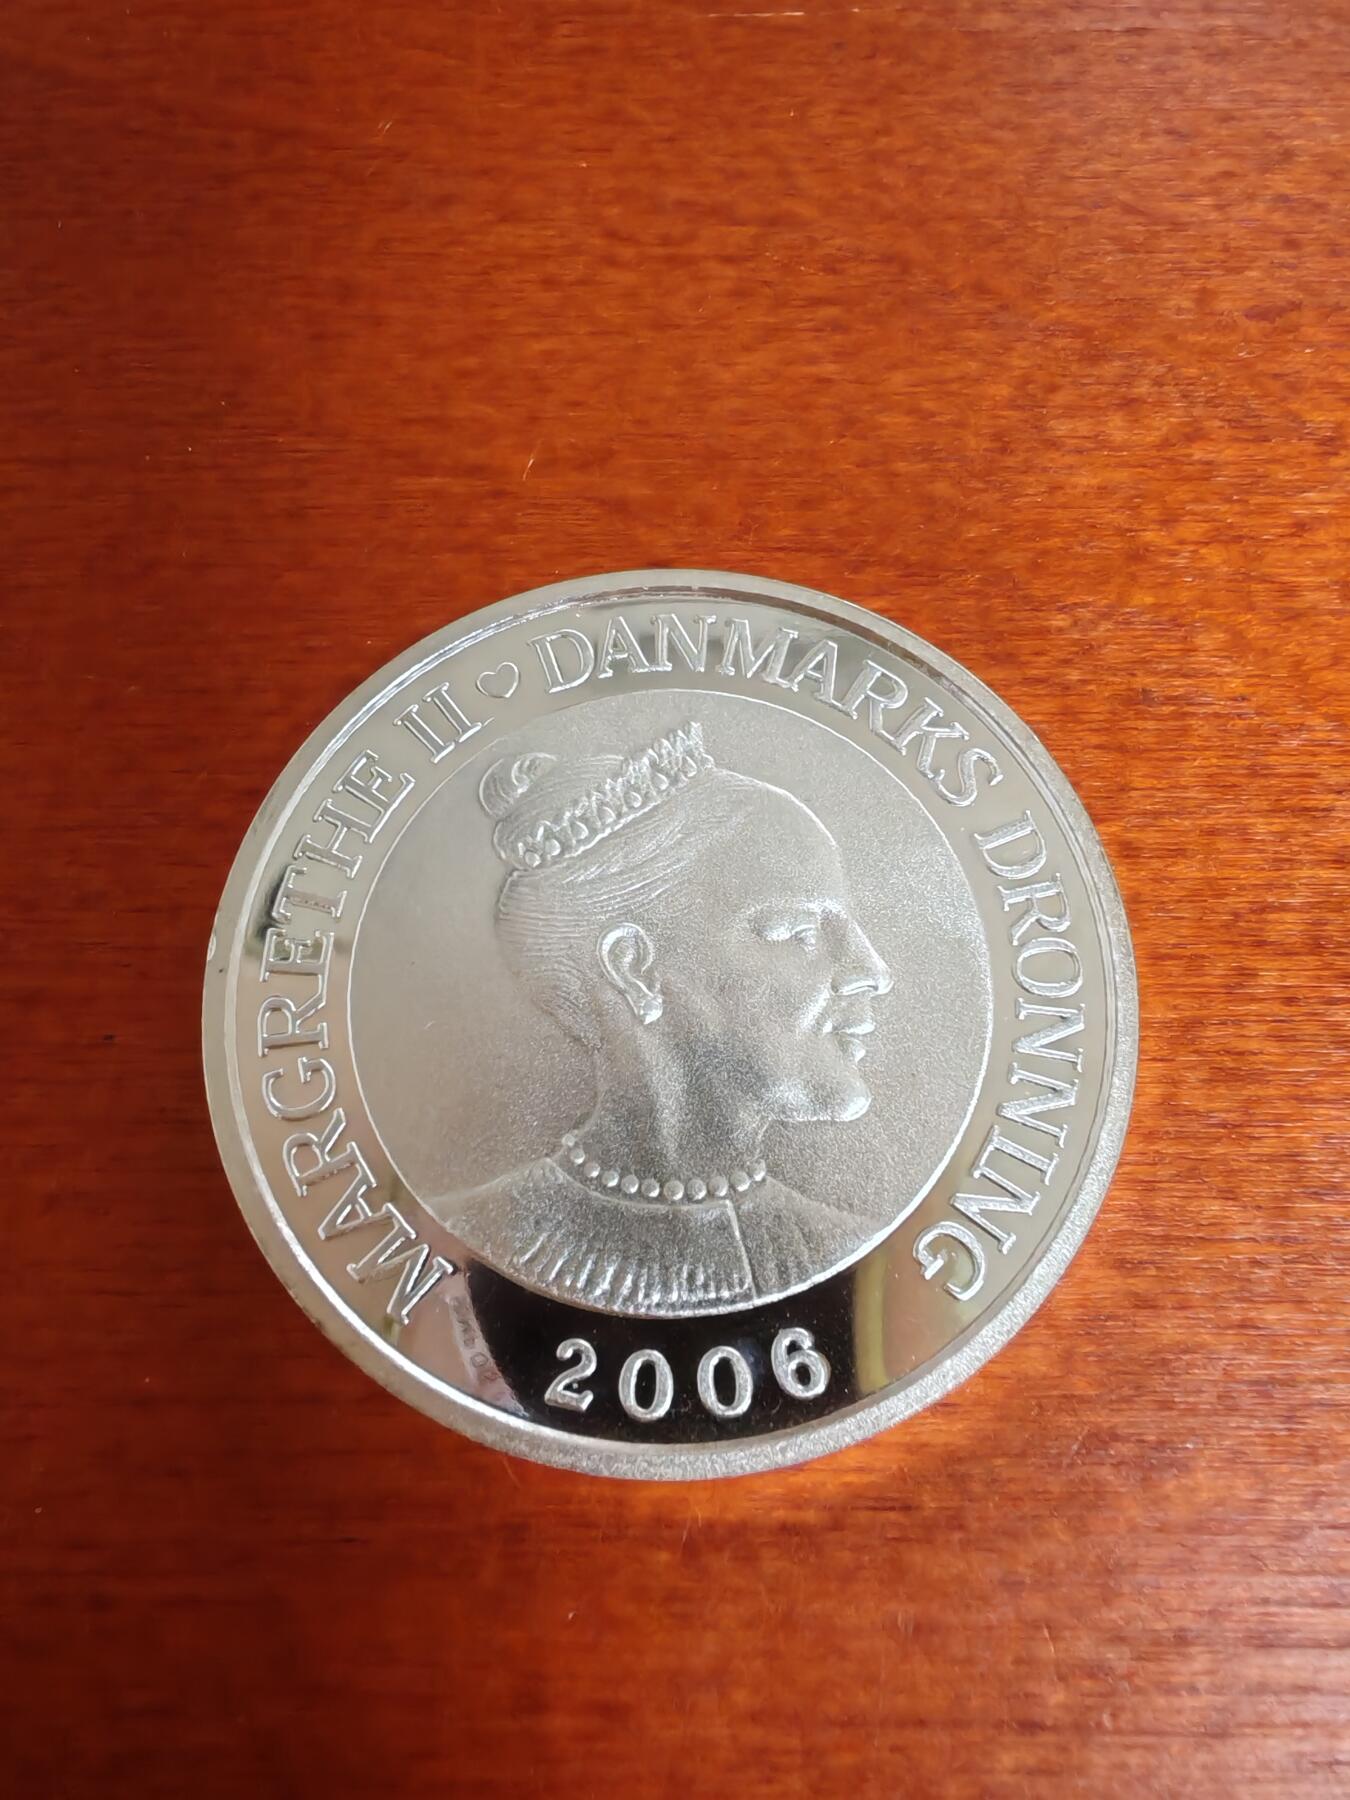 MARGRETHE II ♡ DANMARKS DRONNING
2006